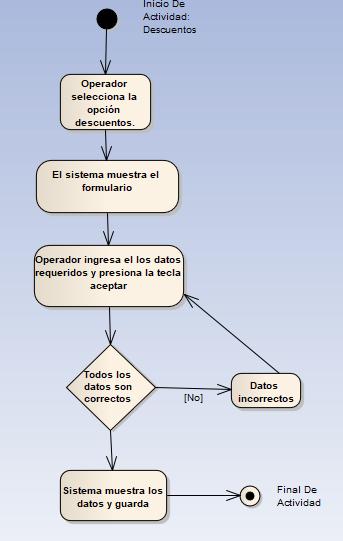 Inicio De
Actividad:
Descuentos
Operador
selecciona la
opción
descuentos.
El sistema muestra el
formulario
Operador ingresa el los datos
requeridos y presiona la tecla
aceptar
Todos los
datos son
correctos
[No]
Datos
incorrectos
Sistema muestra los
datos y guarda
Final De
Actividad